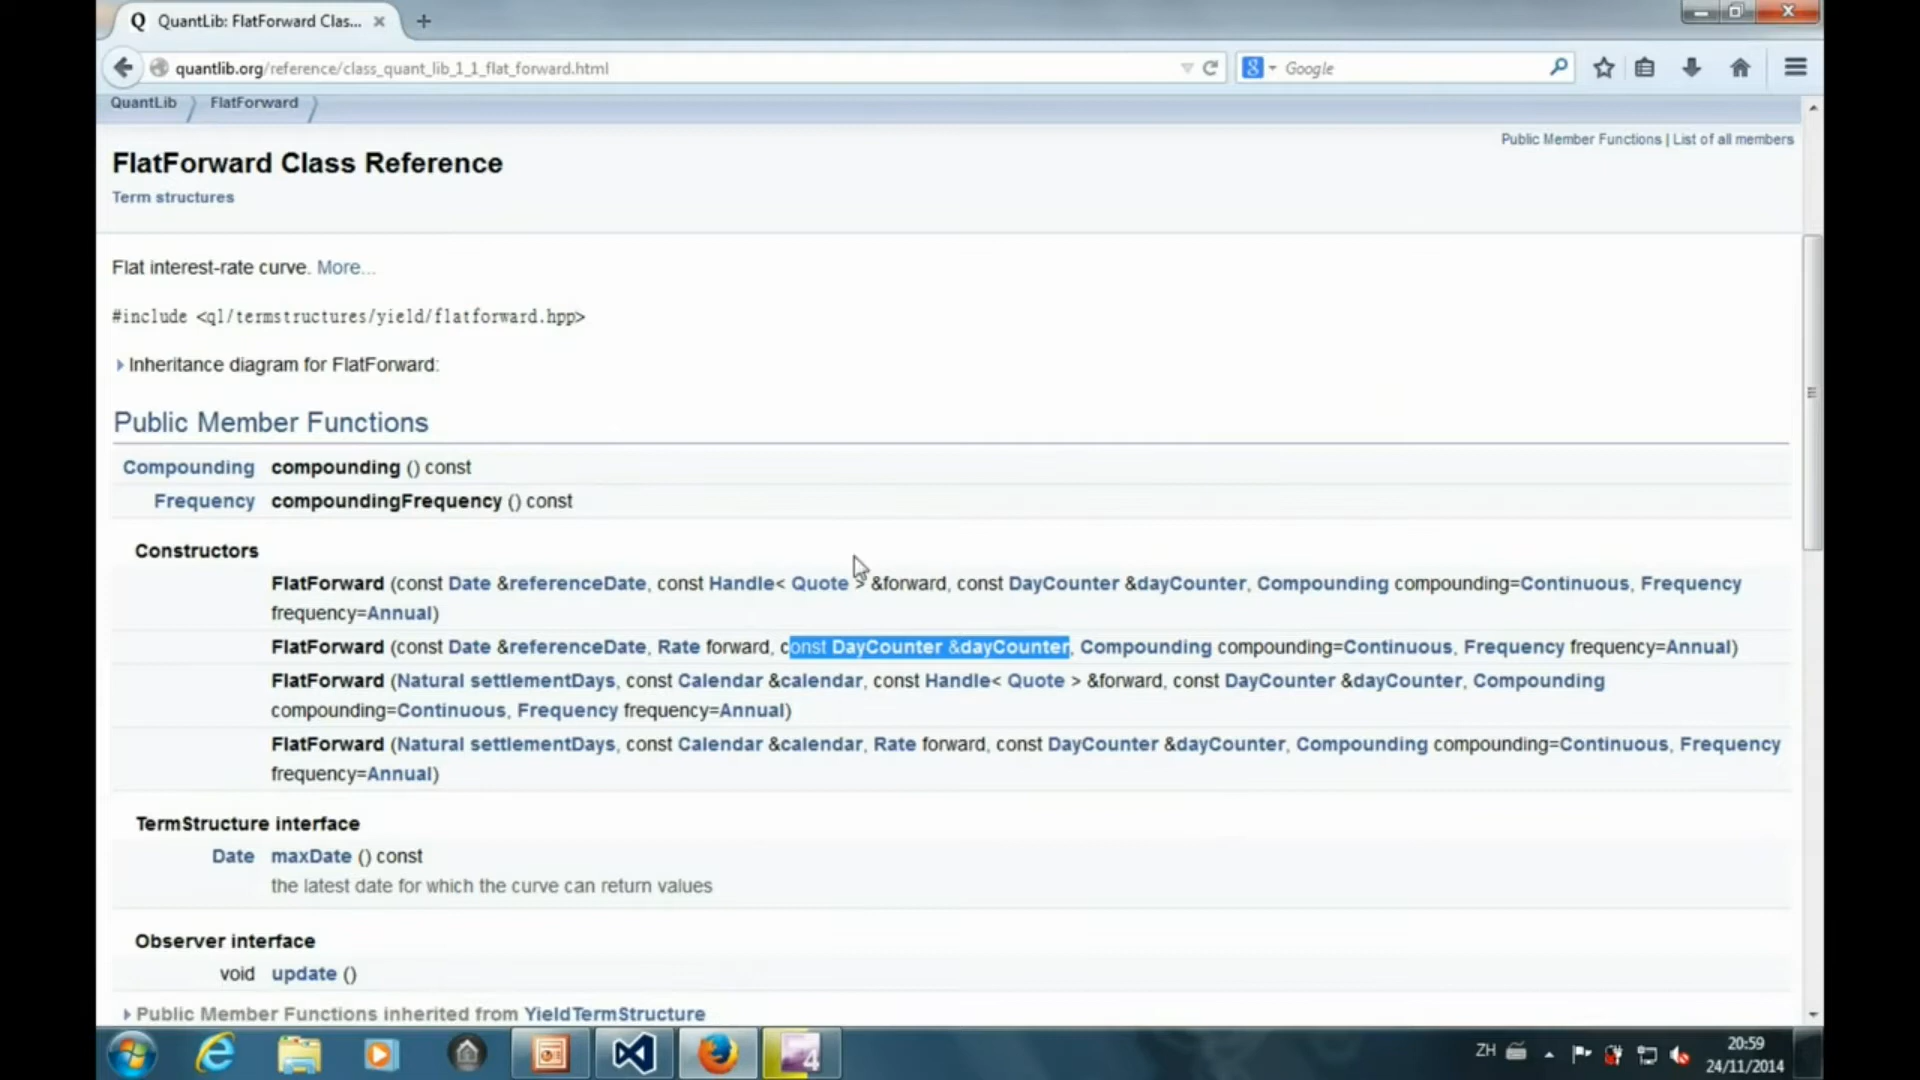 QuantLib: FlatForward Clas...
quantlib.org/reference/class_quant_lib_1_1_flat_forward.html
Google
QuantLib
FlatForward
Public Member Functions | List of all members
FlatForward Class Reference
Term structures
Flat interest-rate curve. More...
#include <ql/termstructures/yield/flatforward.hpp>
Inheritance diagram for FlatForward:
Public Member Functions
Compounding compounding () const
Frequency compoundingFrequency () const
Constructors
FlatForward (const Date &referenceDate, const Handle< Quote > &forward, const DayCounter &dayCounter, Compounding compounding=Continuous, Frequency
frequency=Annual)
FlatForward (const Date &referenceDate, Rate forward, const DayCounter &dayCounter, Compounding compounding=Continuous, Frequency frequency=Annual)
FlatForward (Natural settlementDays, const Calendar &calendar, const Handle< Quote > &forward, const DayCounter &dayCounter, Compounding
compounding=Continuous, Frequency frequency=Annual)
FlatForward (Natural settlementDays, const Calendar &calendar, Rate forward, const DayCounter &dayCounter, Compounding compounding=Continuous, Frequency
frequency=Annual)
TermStructure interface
Date maxDate () const
the latest date for which the curve can return values
Observer interface
void update ()
Public Member Functions inherited from YieldTermStructure
ZH
20:59
24/11/2014